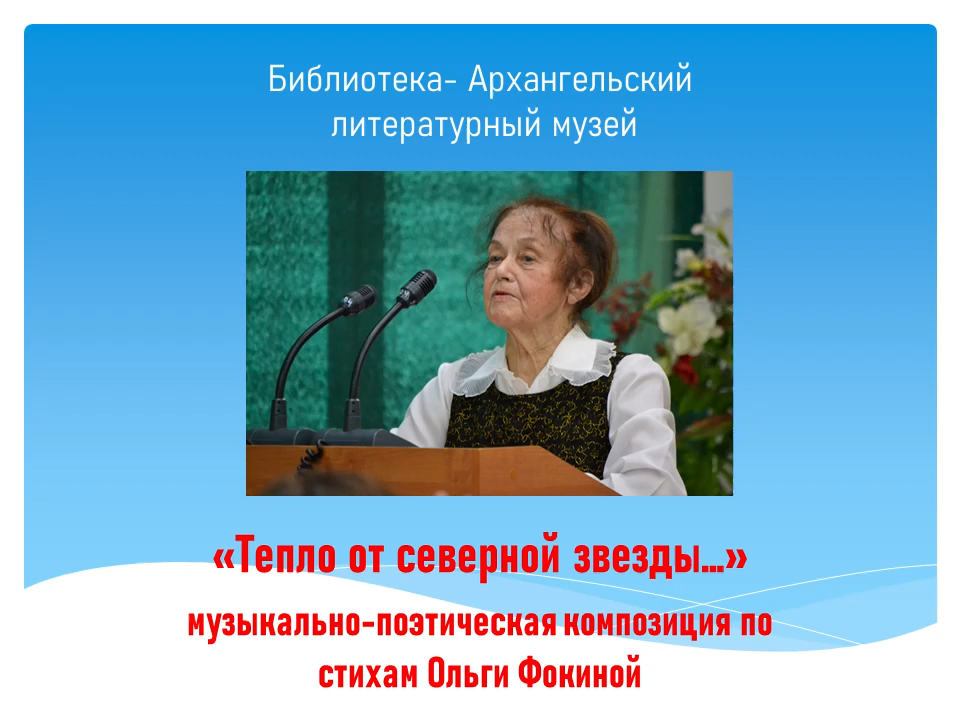 Библиотека- Архангельский
литературный музей
«Тепло от северной звезды...»
музыкально-поэтическая композиция по
стихам Ольги Фокиной